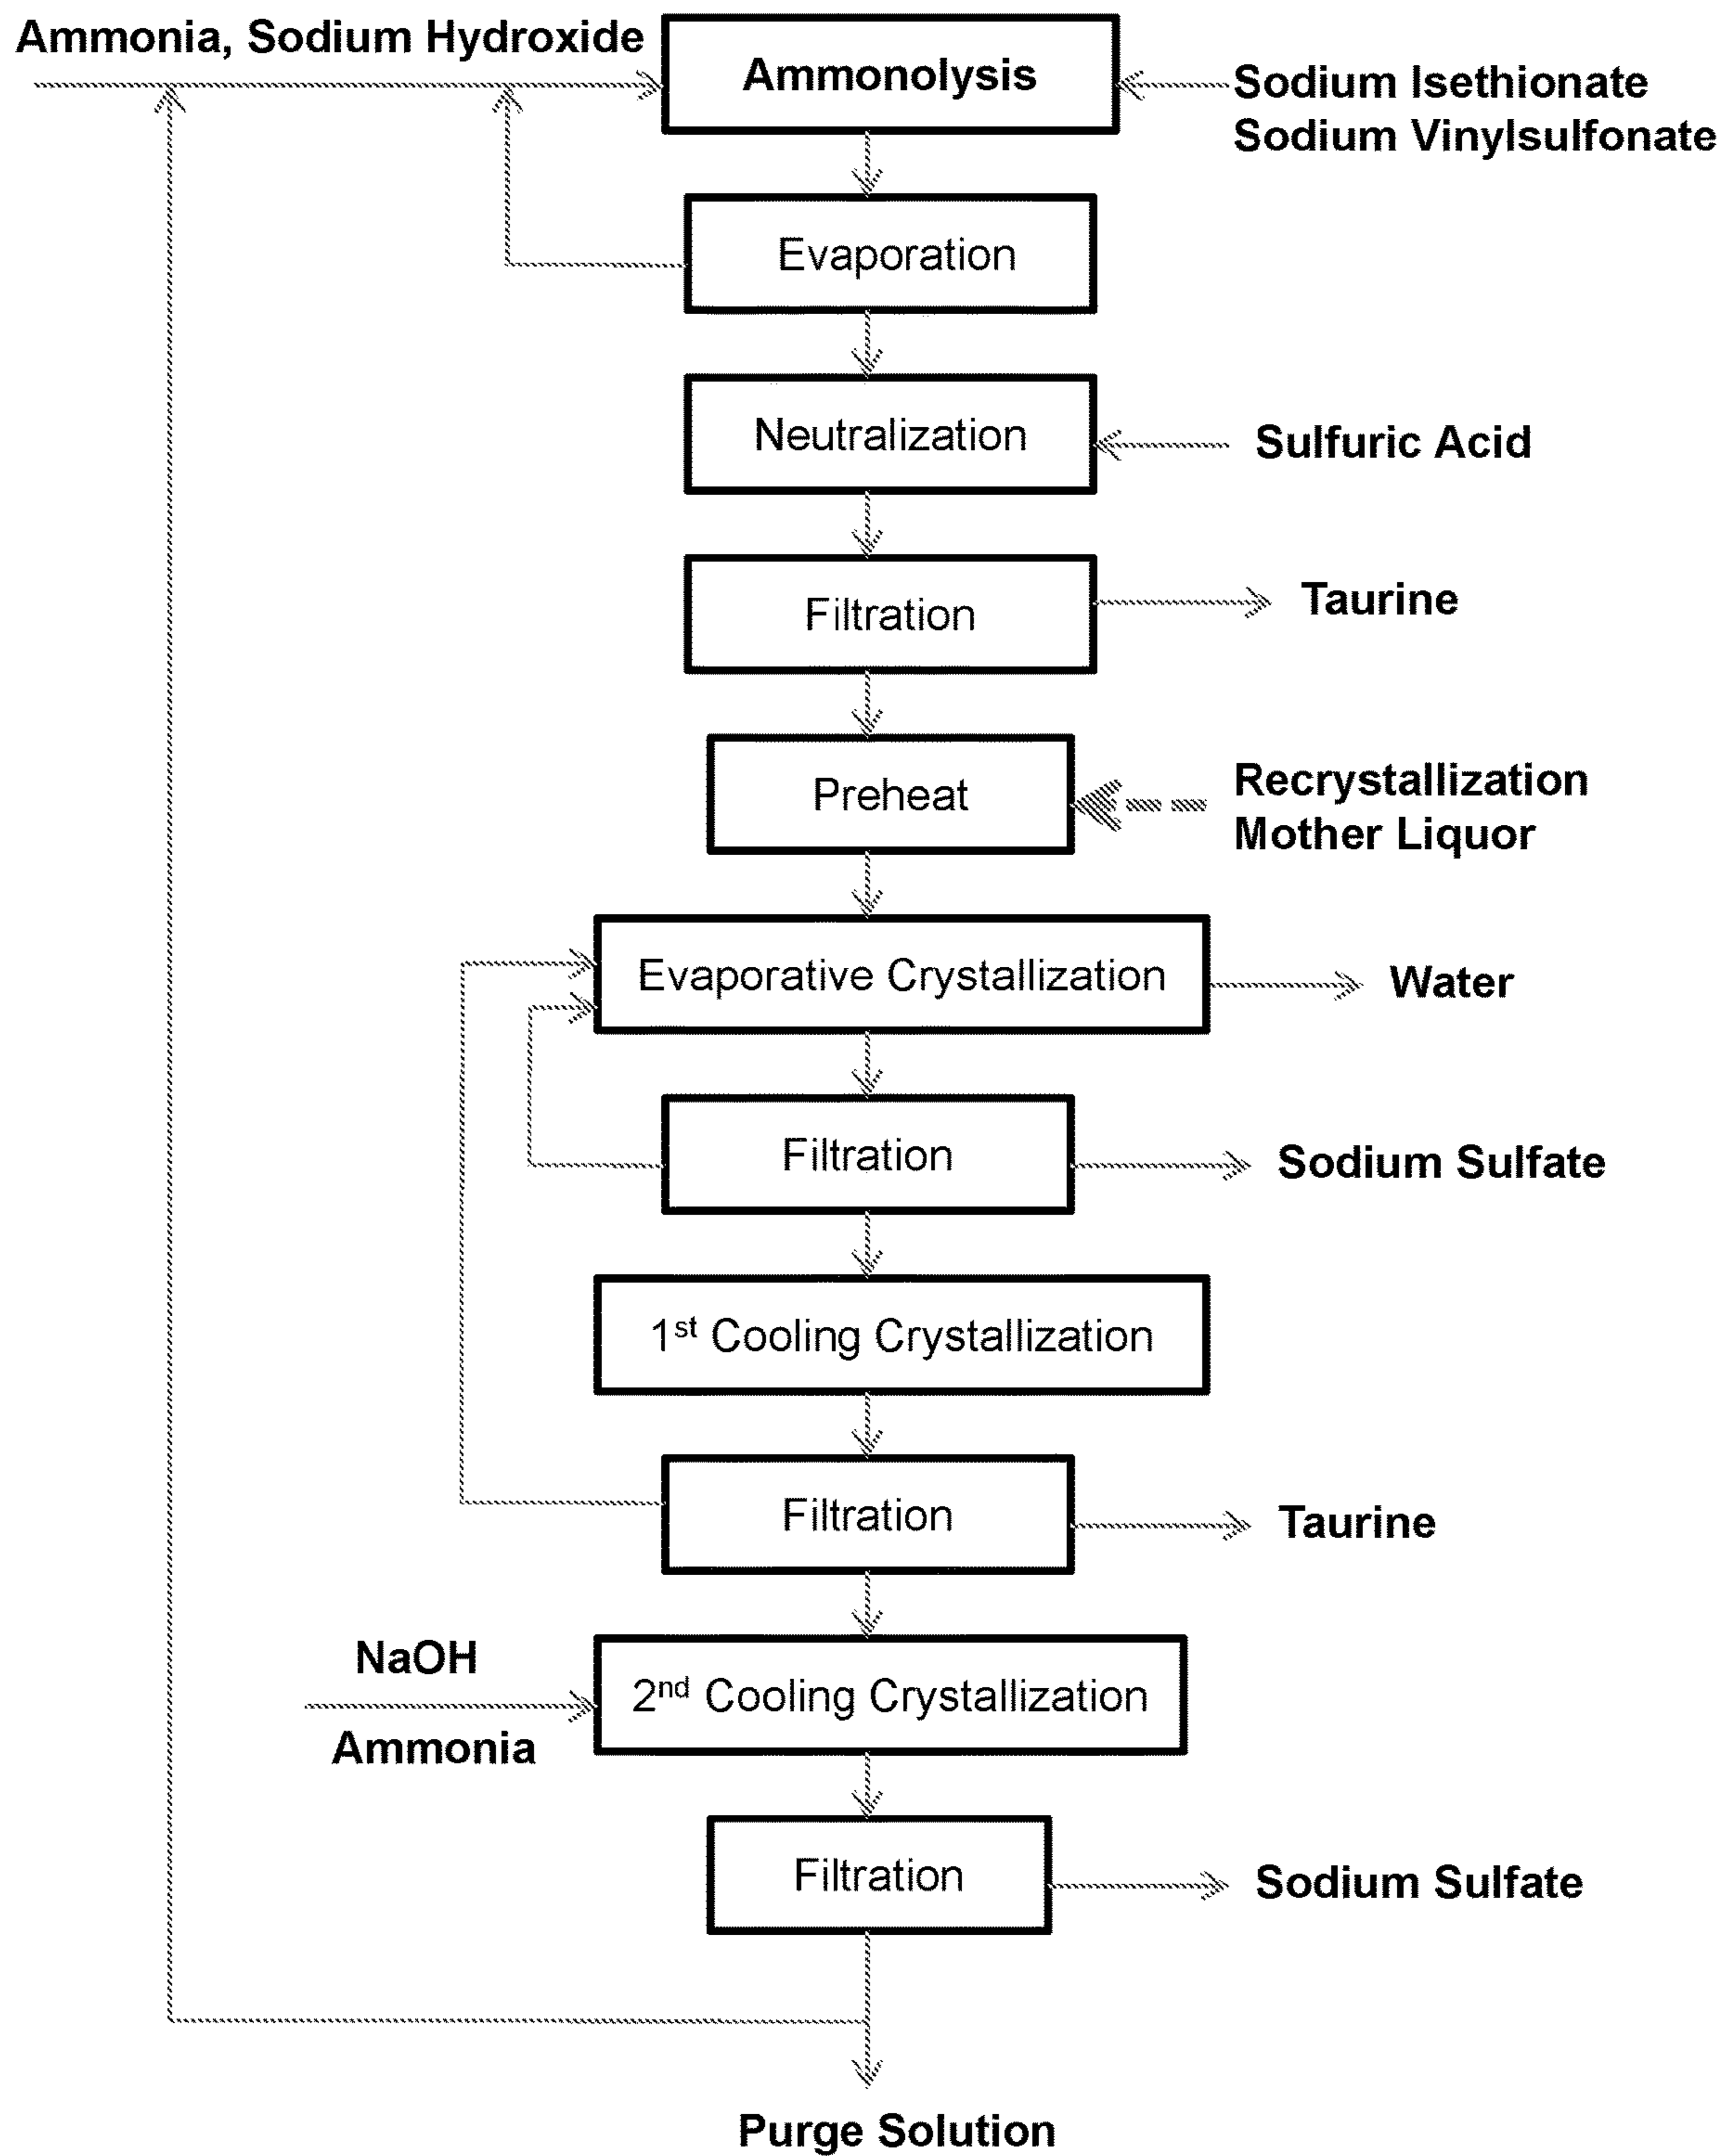 Ammonia, Sodium Hydroxide
Ammonolysis
Sodium Isethionate
Sodium Vinylsulfonate
Evaporation
Neutralization
Sulfuric Acid
Filtration
Taurine
Preheat
Recrystallization
Mother Liquor
Evaporative Crystallization
Water
Filtration
Sodium Sulfate
1st Cooling Crystallization
Filtration
Taurine
NaOH
Ammonia
2nd Cooling Crystallization
Filtration
Sodium Sulfate
Purge Solution